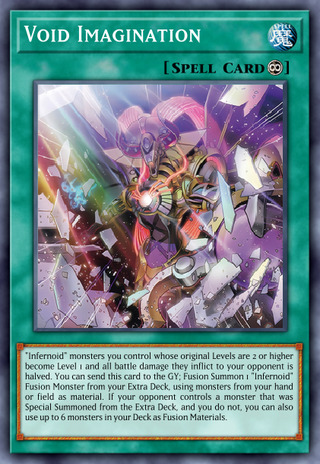 Void Imagination
魔
[Spell Card]
"Infernoid" monsters you control whose original Levels are 2 or higher
become Level 1 and all battle damage they inflict to your opponent
is halved. You can send this card to the GY; Fusion Summon 1 "Infernoid"
Fusion Monster from your Extra Deck, using monsters from your hand
or field as material. If your opponent controls a monster that was
Special Summoned from the Extra Deck, and you do not, you can also
use up to 6 monsters in your Deck as Fusion Materials.